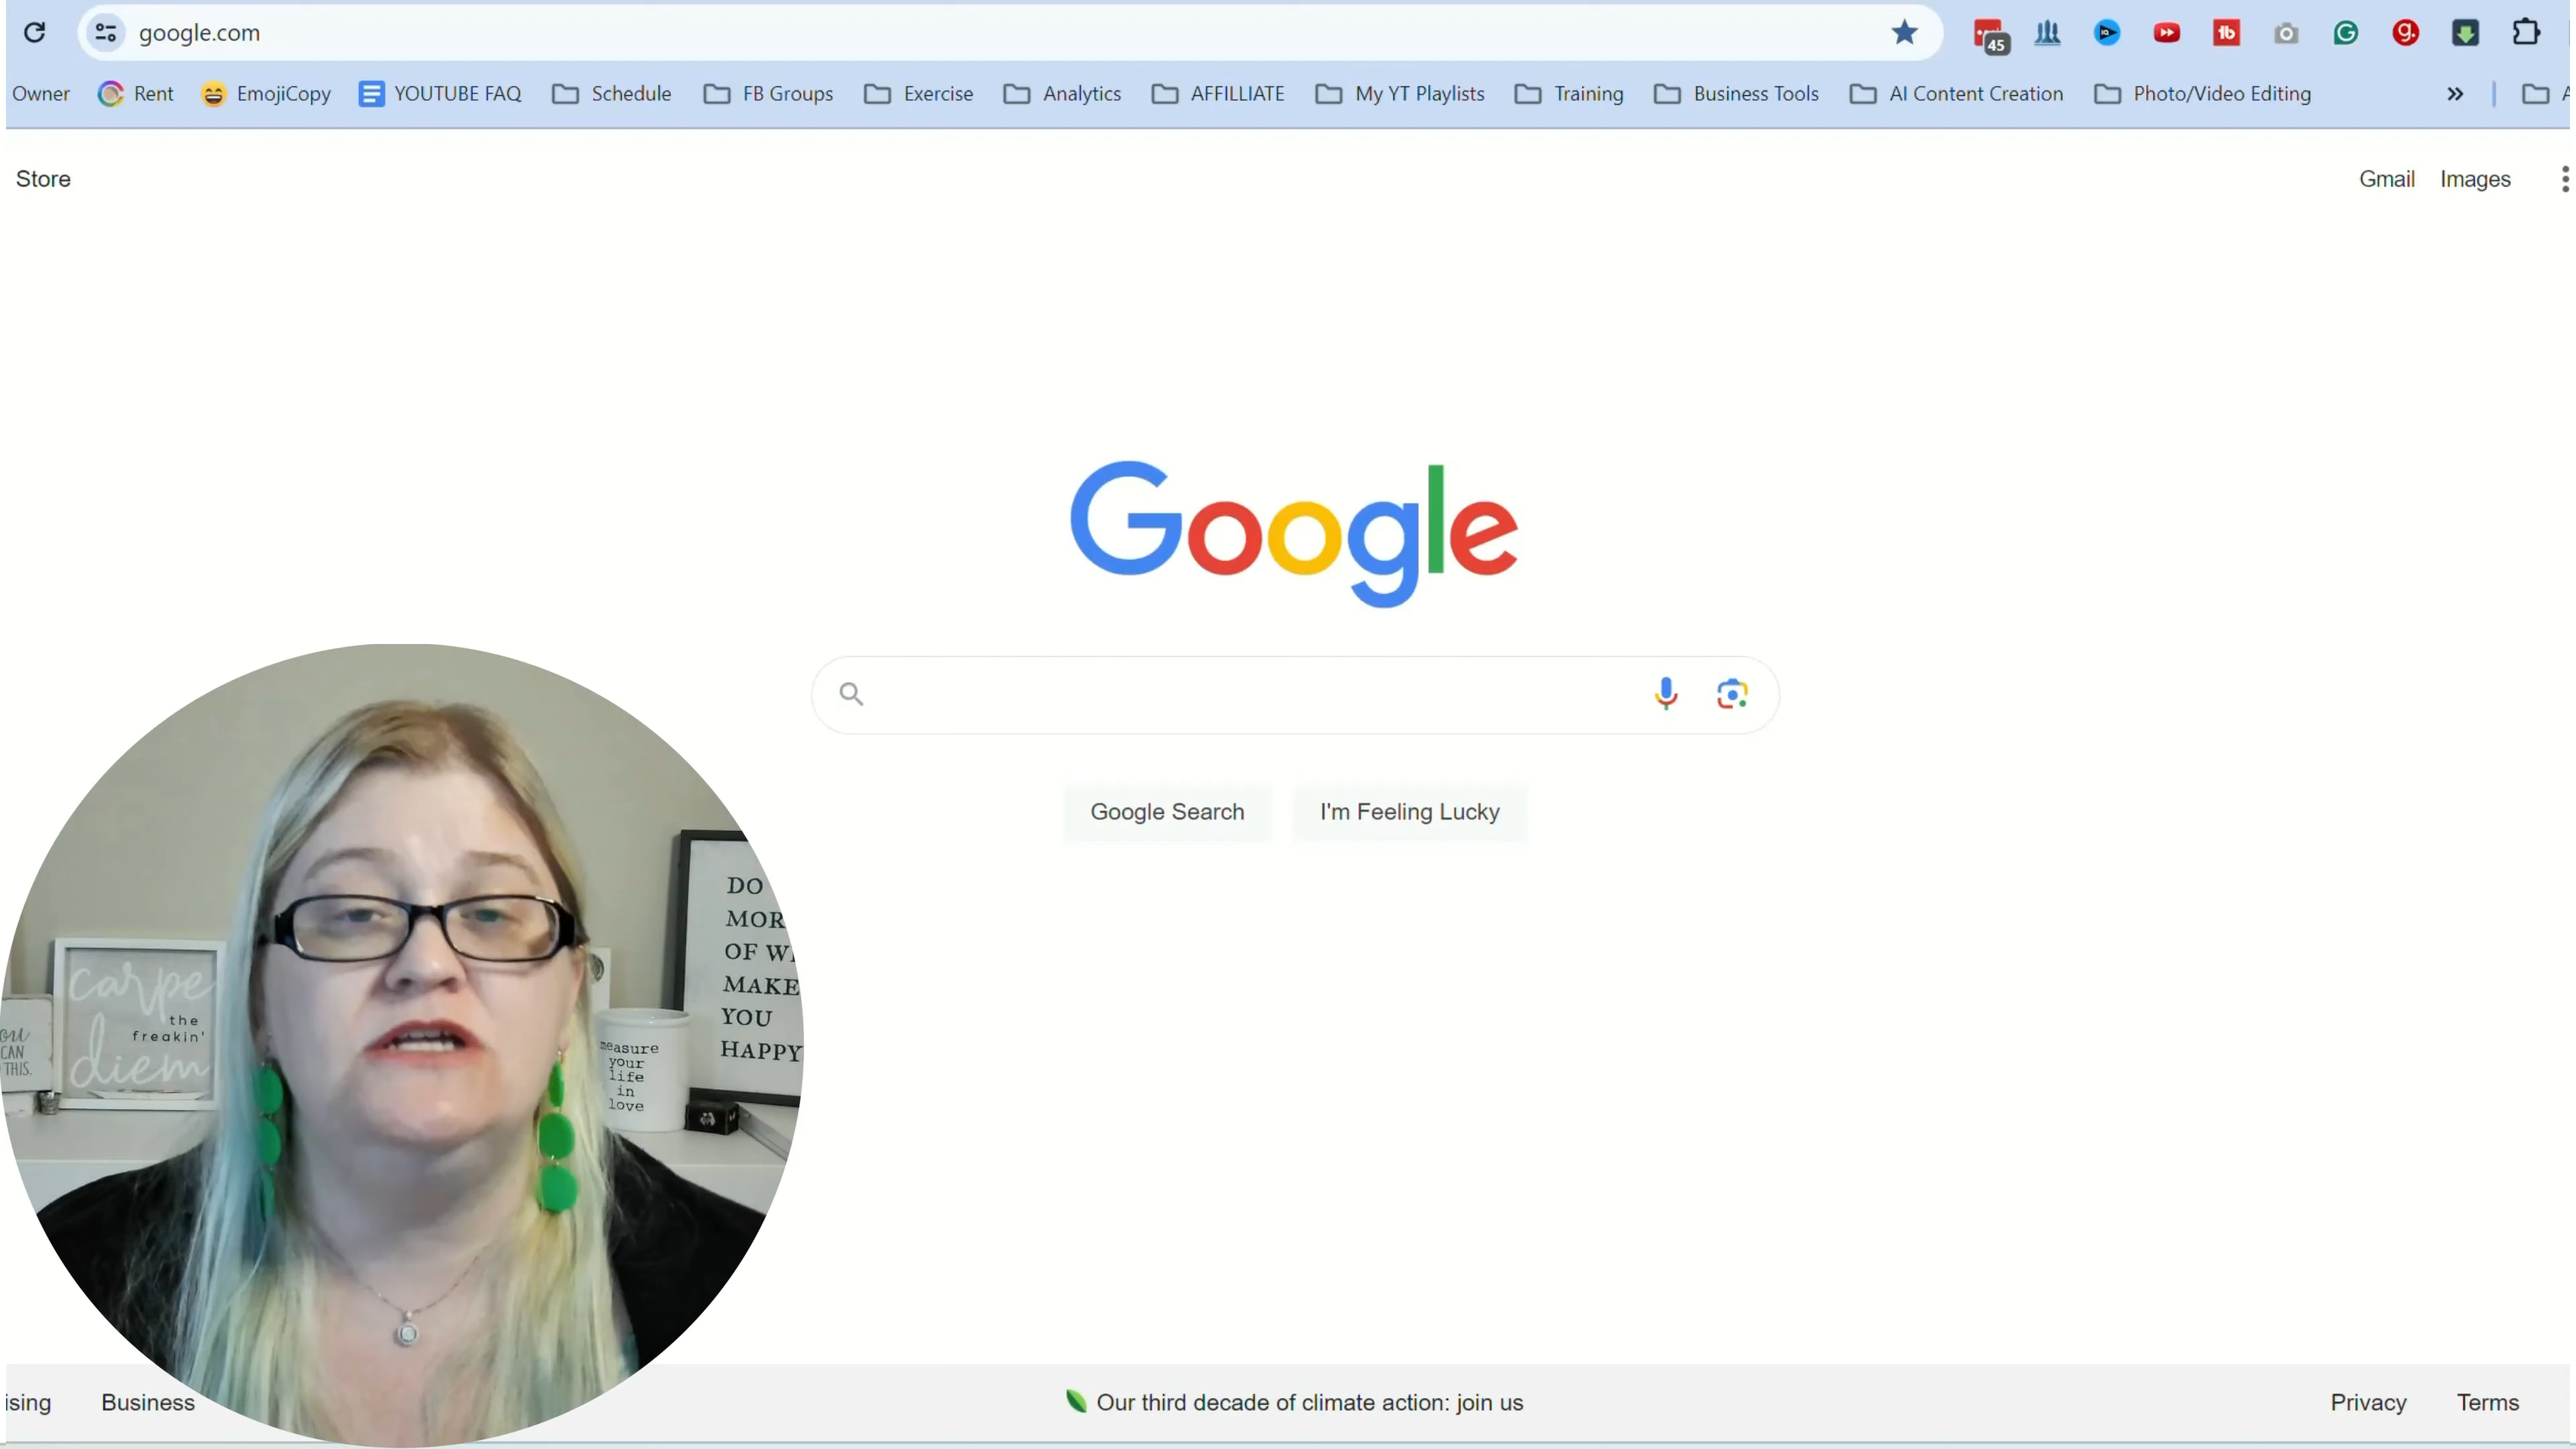 google.com
45
Owner Rent EmojiCopy YOUTUBE FAQ Schedule FB Groups Exercise Analytics AFFILLIATE My YT Playlists Training Business Tools AI Content Creation Photo/Video Editing
Store Gmail Images
Google
Google Search I'm Feeling Lucky
DO
MOR
OF
MAKE
YOU
HAPPY
carpe
the
freakin'
diem
CAN
THIS.
measure
your
life
in
love
Business Our third decade of climate action: join us Privacy Terms